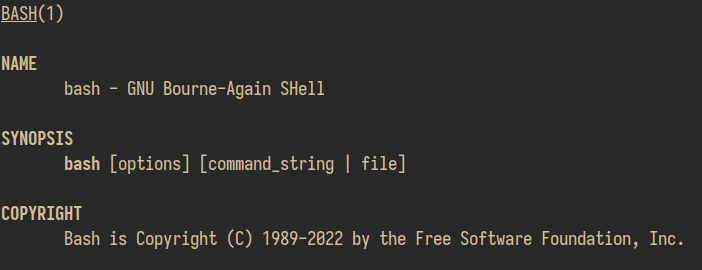 BASH(1)
NAME
bash - GNU Bourne-Again SHell
SYNOPSIS
bash [options] [command_string | file]
COPYRIGHT
Bash is Copyright (C) 1989-2022 by the Free Software Foundation, Inc.